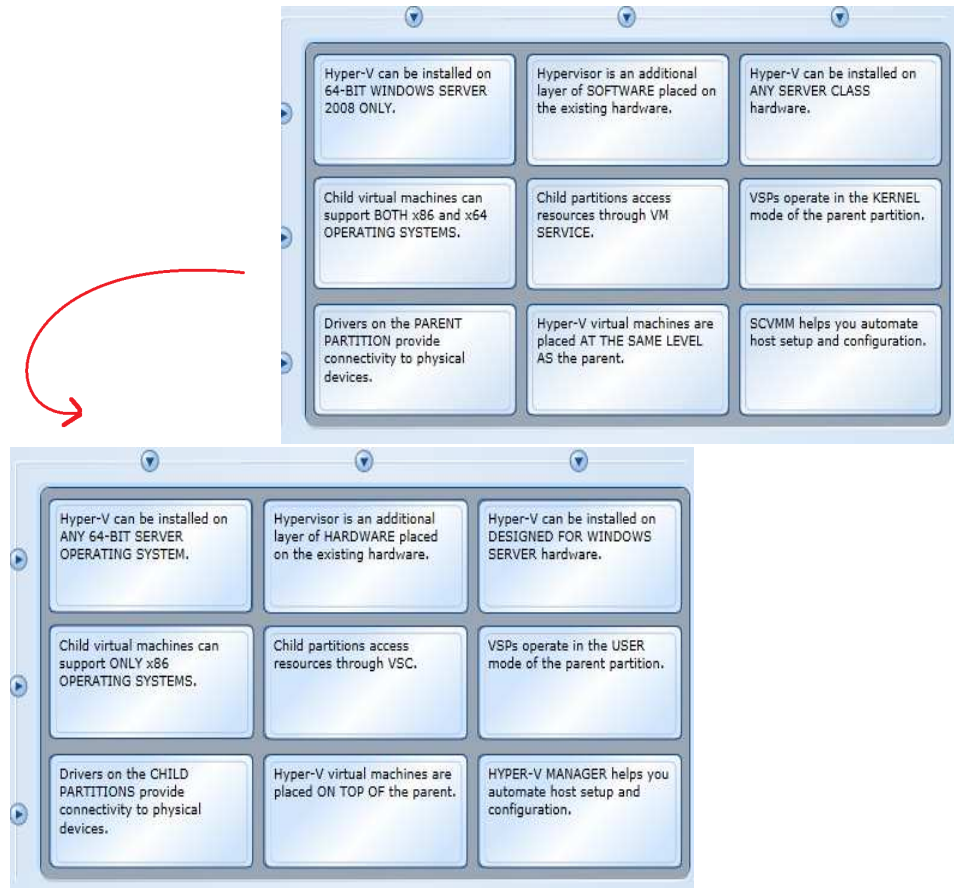 Hyper-V can be installed on
64-BIT WINDOWS SERVER
2008 ONLY.
Hypervisor is an additional
layer of SOFTWARE placed on
the existing hardware.
Hyper-V can be installed on
ANY SERVER CLASS
hardware.
Child virtual machines can
support BOTH x86 and x64
OPERATING SYSTEMS.
Child partitions access
resources through VM
SERVICE.
VSPs operate in the KERNEL
mode of the parent partition.
Drivers on the PARENT
PARTITION provide
connectivity to physical
devices.
Hyper-V virtual machines are
placed AT THE SAME LEVEL
AS the parent.
SCVMM helps you automate
host setup and configuration.
Hyper-V can be installed on
ANY 64-BIT SERVER
OPERATING SYSTEM.
Hypervisor is an additional
layer of HARDWARE placed
on the existing hardware.
Hyper-V can be installed on
DESIGNED FOR WINDOWS
SERVER hardware.
Child virtual machines can
support ONLY x86
OPERATING SYSTEMS.
Child partitions access
resources through VSC.
VSPs operate in the USER
mode of the parent partition.
Drivers on the CHILD
PARTITIONS provide
connectivity to physical
devices.
Hyper-V virtual machines are
placed ON TOP OF the parent.
HYPER-V MANAGER helps you
automate host setup and
configuration.